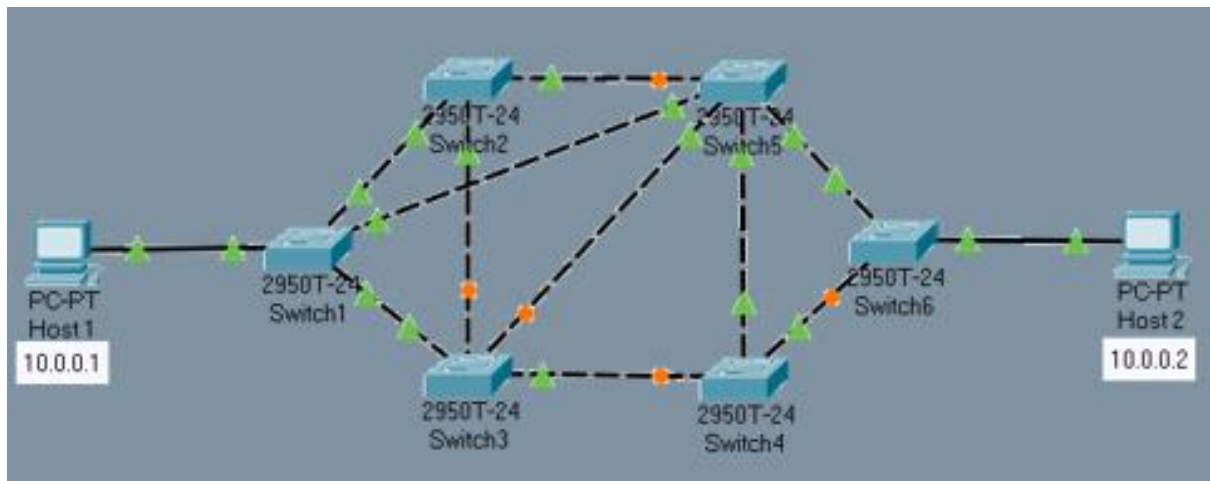 2950T-24
Switch2
2950T-24
Switch5
PC-PT
Host 1
10.0.0.1
2950T-24
Switch1
2950T-24
Switch6
PC-PT
Host 2
10.0.0.2
2950T-24
Switch3
2950T-24
Switch4